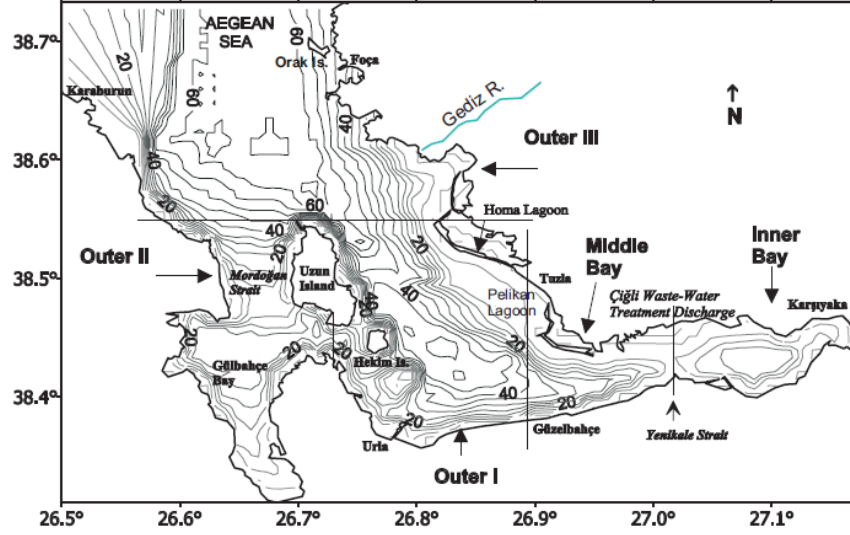 38.7°
38.6°
38.5°
38.4°
AEGEAN
SEA
20
60
60
Orak Is.
Foça
Karaburun
40
Gediz R.
N
40
20
Outer III
60
Homa Lagoon
40
20
20
Outer II
Mordoğan
Strait
Uzun
Island
Middle
Bay
Inner
Bay
Tuzla
Pelikan
Lagoon
Çiğli Waste-Water
Treatment Discharge
Karşıyaka
40
40
20
20
20
20
20
Gülbahçe
Bay
Hekim Is.
40
20
20
Urla
Güzelbahçe
Yenikale Strait
Outer I
26.5°
26.6°
26.7°
26.8°
26.9°
27.0°
27.1°